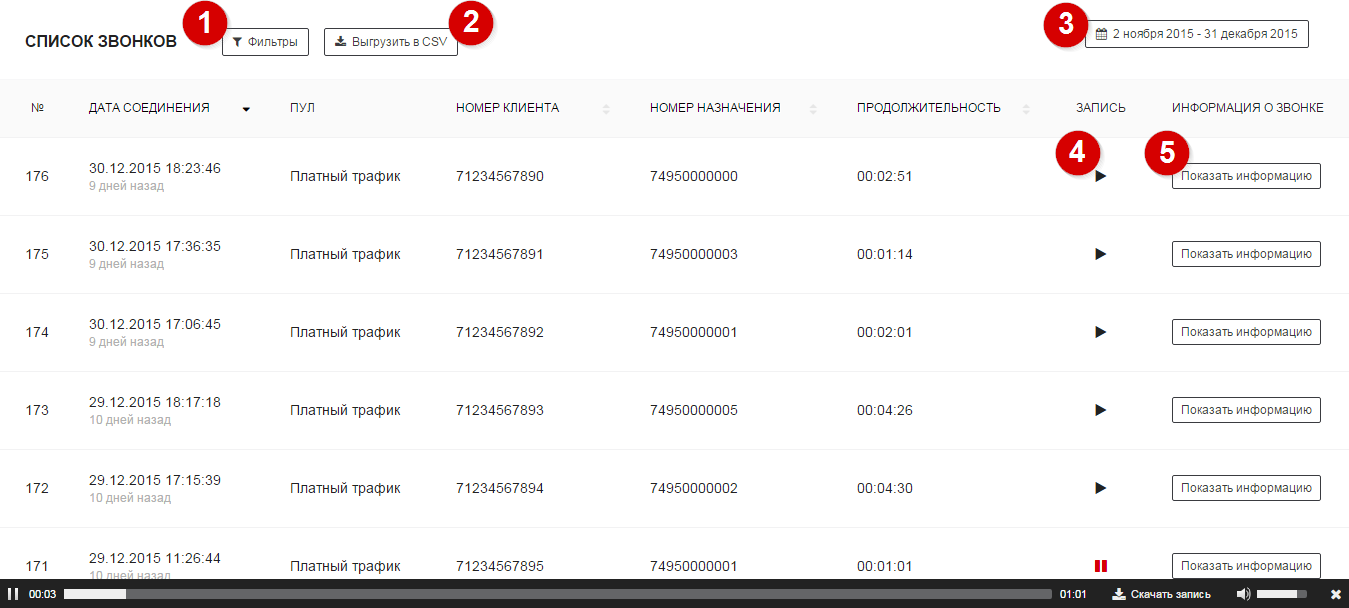 1 2 3
СПИСОК ЗВОНКОВ Фильтры Выгрузить в CSV 2 ноября 2015 - 31 декабря 2015
№ ДАТА СОЕДИНЕНИЯ ПУЛ НОМЕР КЛИЕНТА НОМЕР НАЗНАЧЕНИЯ ПРОДОЛЖИТЕЛЬНОСТЬ ЗАПИСЬ ИНФОРМАЦИЯ О ЗВОНКЕ
4 5
176 30.12.2015 18:23:46 Платный трафик 71234567890 74950000000 00:02:51 Показать информацию
9 дней назад
175 30.12.2015 17:36:35 Платный трафик 71234567891 74950000003 00:01:14 Показать информацию
9 дней назад
174 30.12.2015 17:06:45 Платный трафик 71234567892 74950000001 00:02:01 Показать информацию
9 дней назад
173 29.12.2015 18:17:18 Платный трафик 71234567893 74950000005 00:04:26 Показать информацию
10 дней назад
172 29.12.2015 17:15:39 Платный трафик 71234567894 74950000002 00:04:30 Показать информацию
10 дней назад
171 29.12.2015 11:26:44 Платный трафик 71234567895 74950000001 00:01:01 Показать информацию
10 дней назад
00:03 01:01 Скачать запись